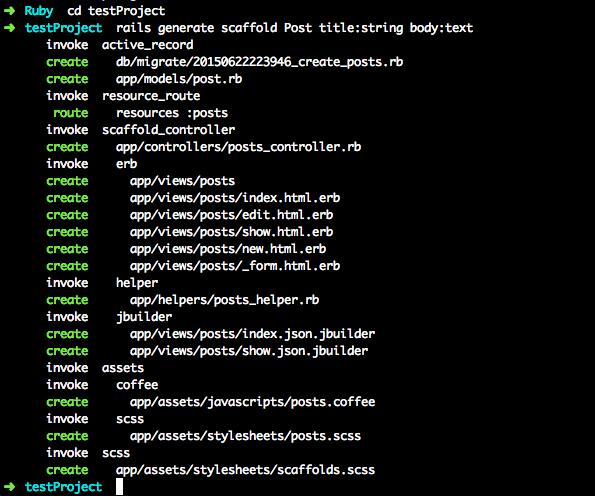 ➜ Ruby cd testProject
➜ testProject rails generate scaffold Post title:string body:text
invoke active_record
create db/migrate/20150622223946_create_posts.rb
create app/models/post.rb
invoke resource_route
route resources :posts
invoke scaffold_controller
create app/controllers/posts_controller.rb
invoke erb
create app/views/posts
create app/views/posts/index.html.erb
create app/views/posts/edit.html.erb
create app/views/posts/show.html.erb
create app/views/posts/new.html.erb
create app/views/posts/_form.html.erb
invoke helper
create app/helpers/posts_helper.rb
invoke jbuilder
create app/views/posts/index.json.jbuilder
create app/views/posts/show.json.jbuilder
invoke assets
invoke coffee
create app/assets/javascripts/posts.coffee
invoke scss
create app/assets/stylesheets/posts.scss
invoke scss
create app/assets/stylesheets/scaffolds.scss
➜ testProject